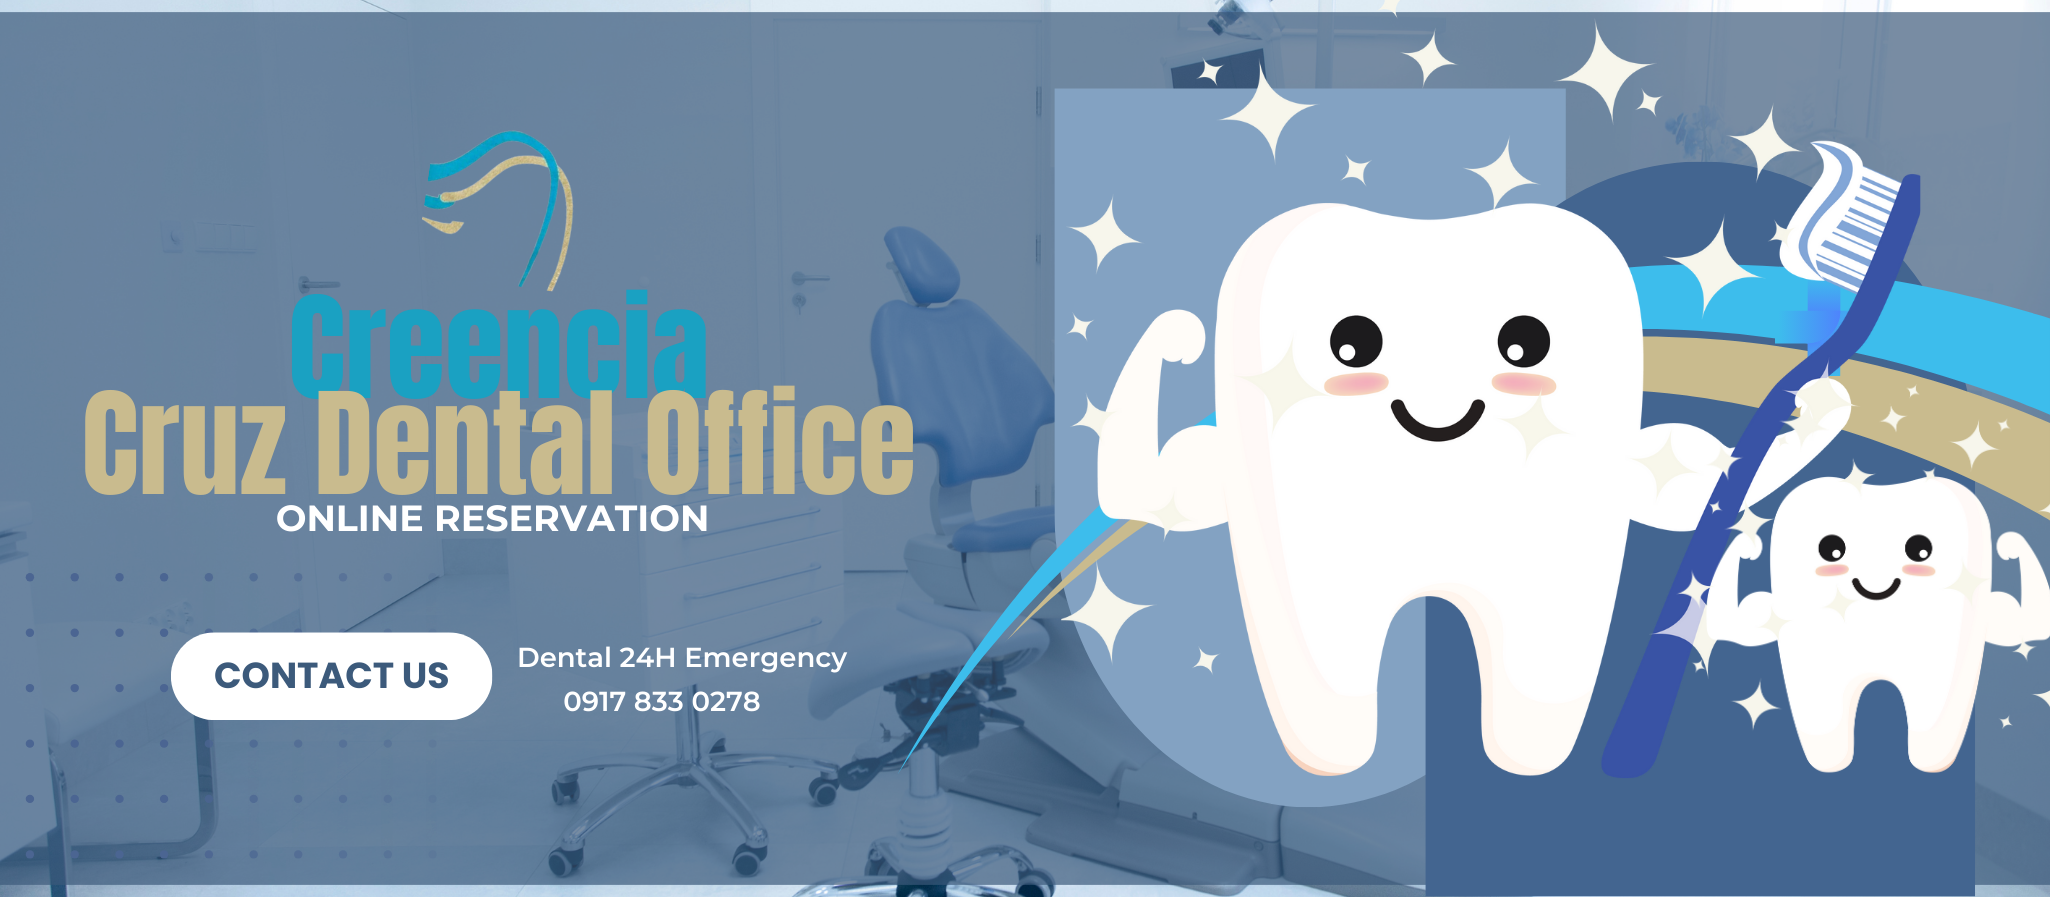 Creencia
Cruz Dental Office
ONLINE RESERVATION
CONTACT US
Dental 24H Emergency
0917 833 0278